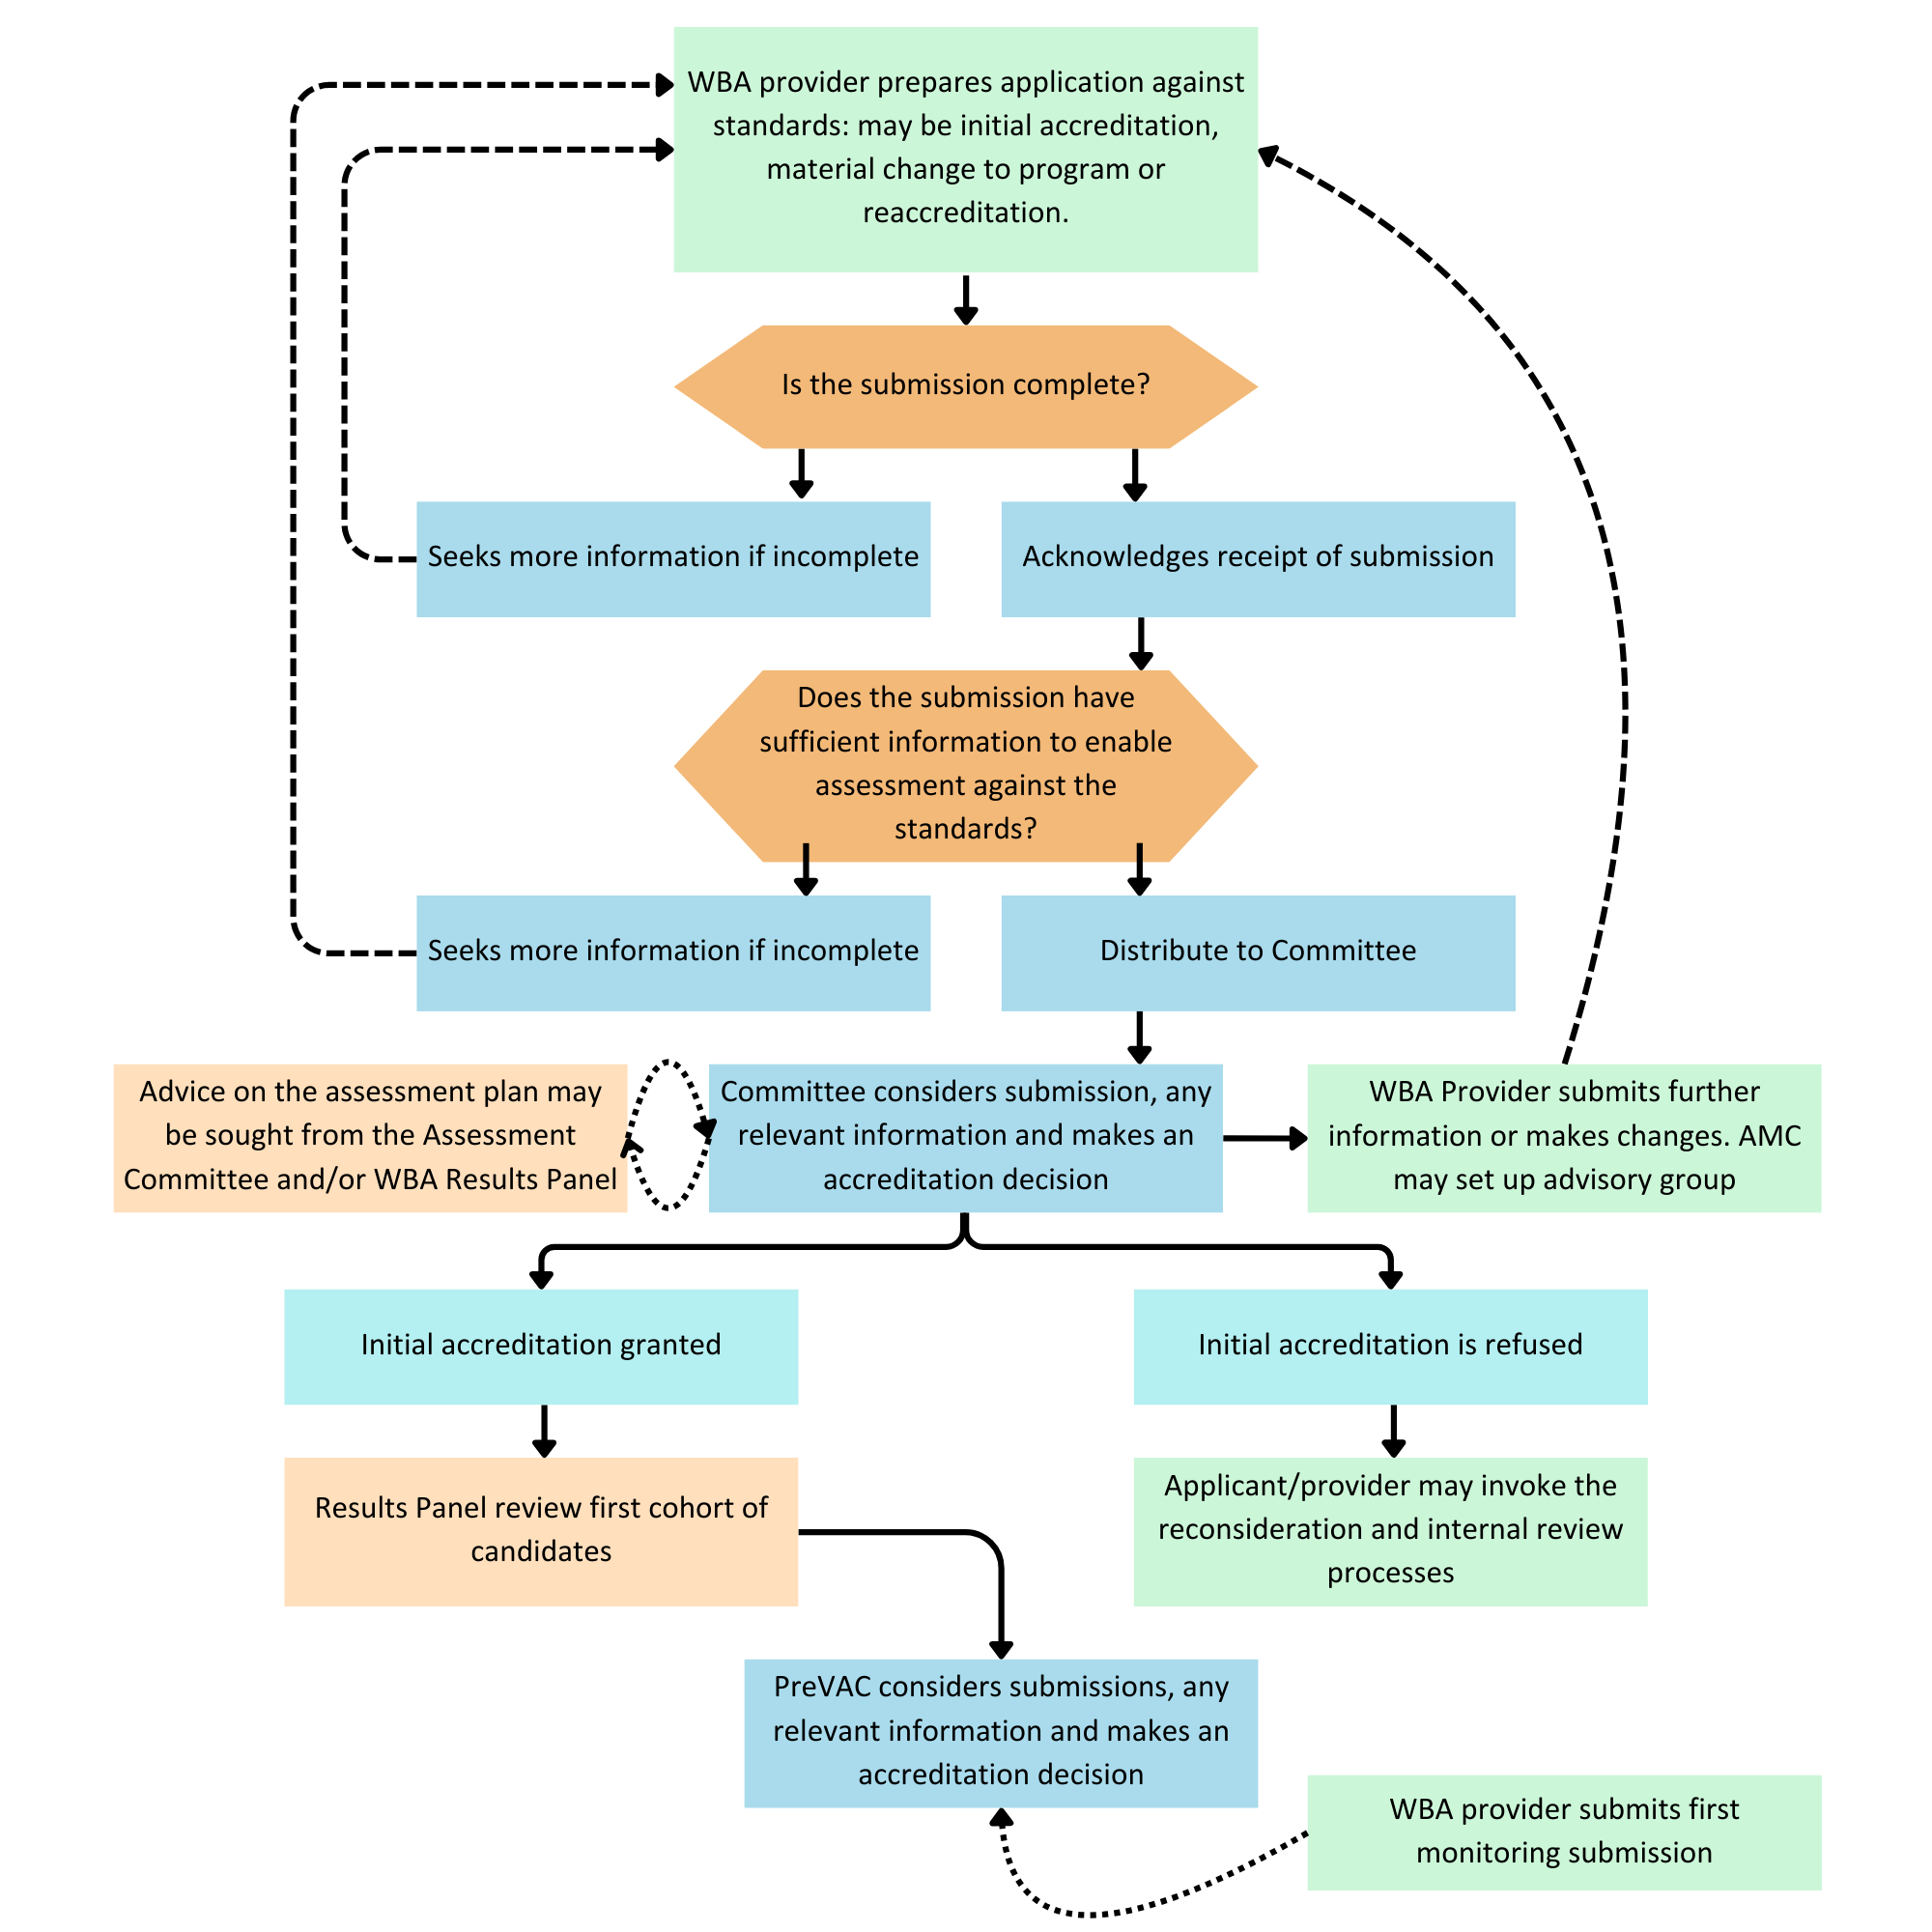 WBA provider prepares application against
standards: may be initial accreditation,
material change to program or
reaccreditation.
Is the submission complete?
Seeks more information if incomplete
Acknowledges receipt of submission
Does the submission have
sufficient information to enable
assessment against the
standards?
Seeks more information if incomplete
Distribute to Committee
Advice on the assessment plan may
be sought from the Assessment
Committee and/or WBA Results Panel
Committee considers submission, any
relevant information and makes an
accreditation decision
WBA Provider submits further
information or makes changes. AMC
may set up advisory group
Initial accreditation granted
Initial accreditation is refused
Results Panel review first cohort of
candidates
Applicant/provider may invoke the
reconsideration and internal review
processes
PreVAC considers submissions, any
relevant information and makes an
accreditation decision
WBA provider submits first
monitoring submission